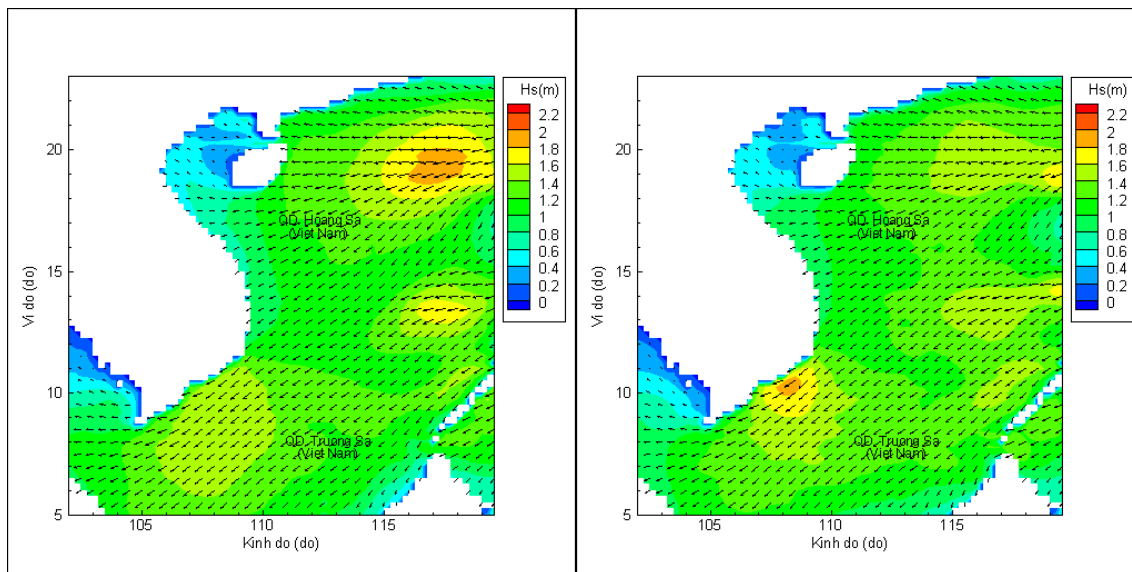 Hs(m)
2.2
2
1.8
1.6
1.4
1.2
1
0.8
0.6
0.4
0.2
0
20
15
10
5
Vi do (do)
QD. Hoang Sa
(Viet Nam)
QD. Truong Sa
(Viet Nam)
105
110
115
Kinh do (do)
Hs(m)
2.2
2
1.8
1.6
1.4
1.2
1
0.8
0.6
0.4
0.2
0
20
15
10
5
Vi do (do)
QD. Hoang Sa
(Viet Nam)
QD. Truong Sa
(Viet Nam)
105
110
115
Kinh do (do)